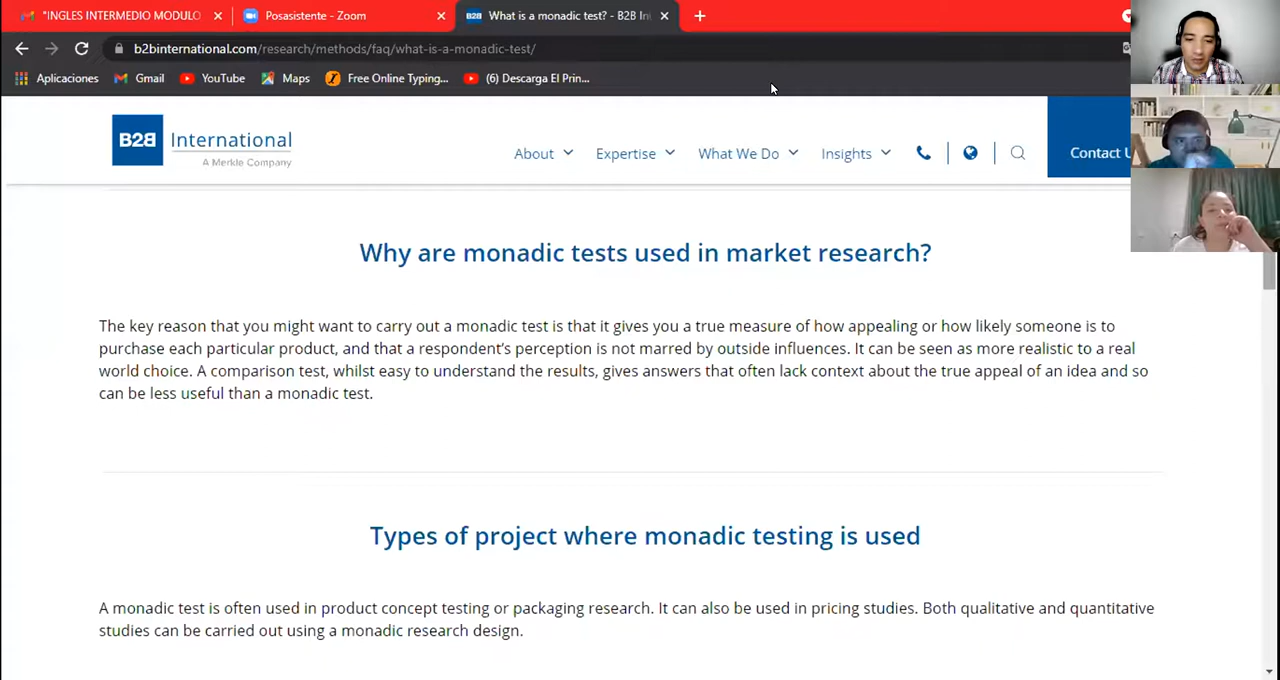 "INGLES INTERMEDIO MODULO
Posasistente - Zoom
B2B
What is a monadic test? - B2B In
b2binternational.com/research/methods/faq/what-is-a-monadic-test/
Aplicaciones
Gmail
YouTube
Maps
Free Online Typing...
(6) Descarga El Prin...
B2B
International
A Merkle Company
About
Expertise
What We Do
Insights
Contact U
Why are monadic tests used in market research?
The key reason that you might want to carry out a monadic test is that it gives you a true measure of how appealing or how likely someone is to
purchase each particular product, and that a respondent's perception is not marred by outside influences. It can be seen as more realistic to a real
world choice. A comparison test, whilst easy to understand the results, gives answers that often lack context about the true appeal of an idea and so
can be less useful than a monadic test.
Types of project where monadic testing is used
A monadic test is often used in product concept testing or packaging research. It can also be used in pricing studies. Both qualitative and quantitative
studies can be carried out using a monadic research design.